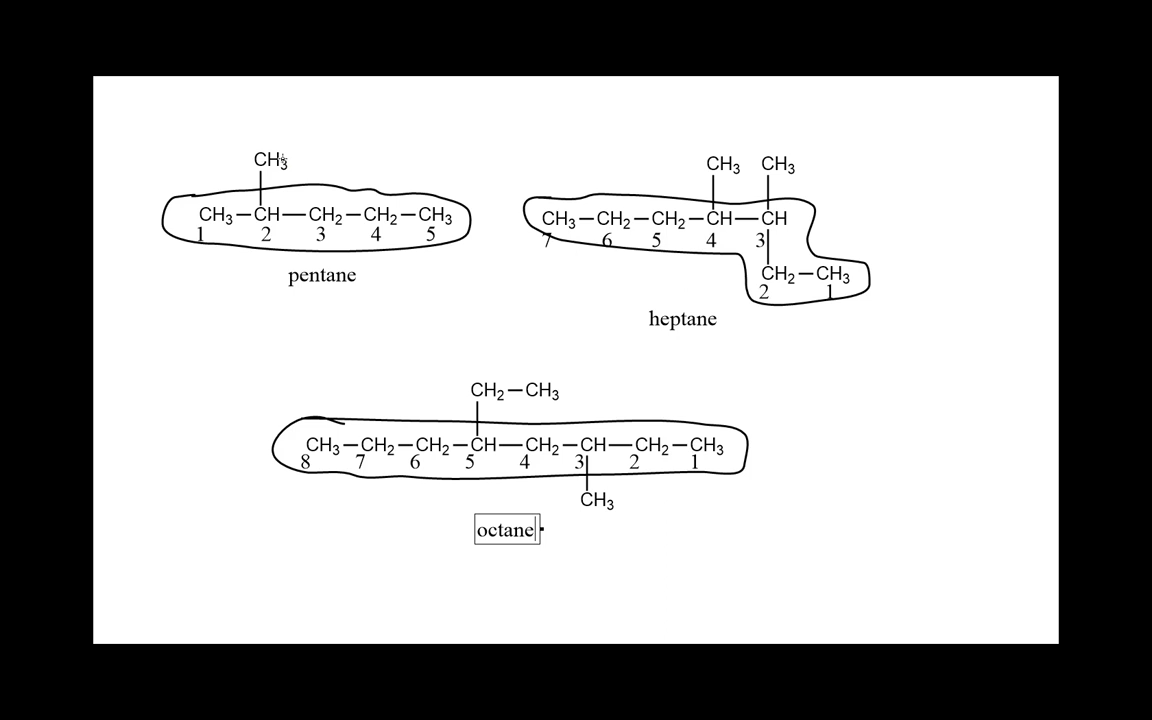 CH₃
CH₃—CH—CH₂—CH₂—CH₃
1 2 3 4 5
pentane
CH₃ CH₃
CH₃—CH₂—CH₂—CH—CH
7 6 5 4 3
CH₂—CH₃
2 1
heptane
CH₂—CH₃
CH₃—CH₂—CH₂—CH—CH₂—CH—CH₂—CH₃
8 7 6 5 4 3 2 1
CH₃
octane